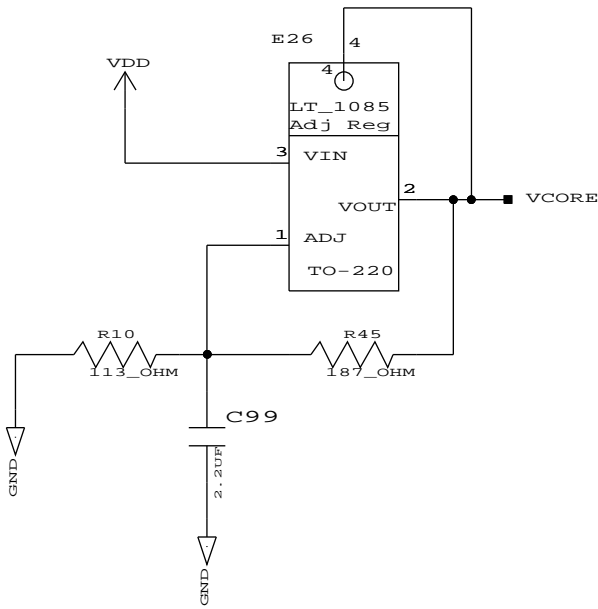 E26
4
VDD
4
LT_1085
Adj Reg
3
VIN
2
VOUT
VCORE
1
ADJ
TO-220
R10
R45
113_OHM
187_OHM
C99
2.2UF
GND
GND